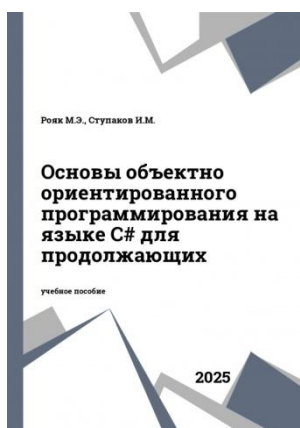 Рояк М.Э., Ступаков И.М.
Основы объектно
ориентированного
программирования на
языке C# для
продолжающих
учебное пособие
2025